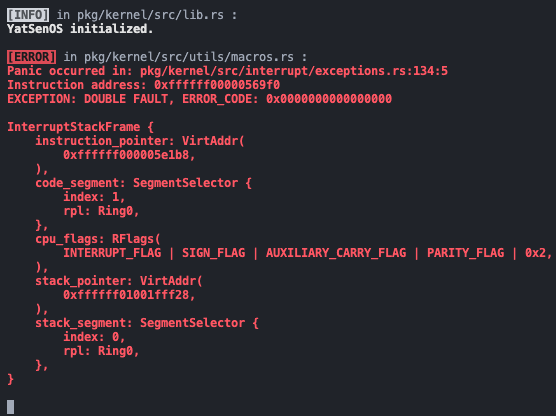 [INFO] in pkg/kernel/src/lib.rs :
YatSenOS initialized.
[ERROR] in pkg/kernel/src/utils/macros.rs :
Panic occurred in: pkg/kernel/src/interrupt/exceptions.rs:134:5
Instruction address: 0xffffff00000569f0
EXCEPTION: DOUBLE FAULT, ERROR_CODE: 0x0000000000000000
InterruptStackFrame {
    instruction_pointer: VirtAddr(
        0xffffff000005e1b8,
    ),
    code_segment: SegmentSelector {
        index: 1,
        rpl: Ring0,
    },
    cpu_flags: RFlags(
        INTERRUPT_FLAG | SIGN_FLAG | AUXILIARY_CARRY_FLAG | PARITY_FLAG | 0x2,
    ),
    stack_pointer: VirtAddr(
        0xffffff01001fff28,
    ),
    stack_segment: SegmentSelector {
        index: 0,
        rpl: Ring0,
    },
}